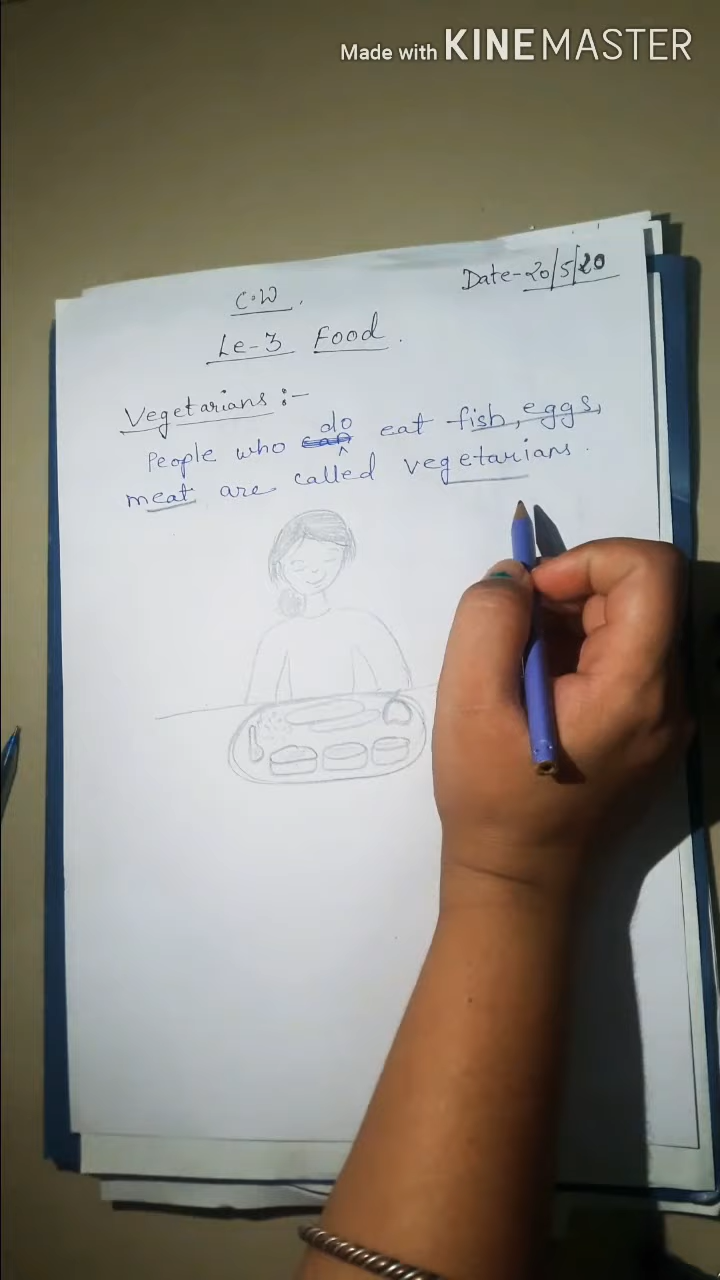 Made with KINEMASTER
C.W.
Date-20/5/20
Le-3 Food.
Vegetarians :-
do
People who can eat fish, eggs,
meat are called vegetarians.